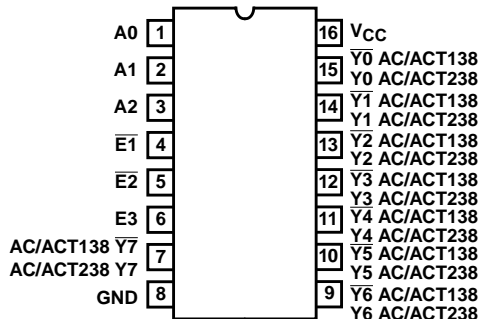 A0 1
A1 2
A2 3
E1 4
E2 5
E3 6
AC/ACT138 Y7
7
AC/ACT238 Y7
GND 8
16 VCC
Y0 AC/ACT138
15
Y0 AC/ACT238
Y1 AC/ACT138
14
Y1 AC/ACT238
Y2 AC/ACT138
13
Y2 AC/ACT238
Y3 AC/ACT138
12
Y3 AC/ACT238
Y4 AC/ACT138
11
Y4 AC/ACT238
Y5 AC/ACT138
10
Y5 AC/ACT238
9 Y6 AC/ACT138
Y6 AC/ACT238